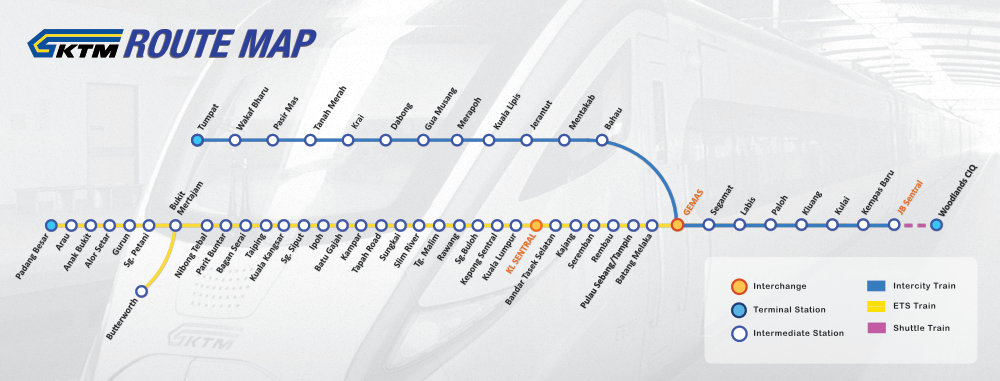 KTM ROUTE MAP
Tumpat
Wakaf Bharu
Pasir Mas
Tanah Merah
Krai
Dabong
Gua Musang
Merapoh
Kuala Lipis
Jerantut
Mentakab
Bahau
Padang Besar
Arau
Anak Bukit
Alor Setar
Gurun
Sg. Petani
Bukit
Mertajam
Butterworth
Nibong Tebal
Parit Buntar
Bagan Serai
Taiping
Kuala Kangsar
Sg. Siput
Ipoh
Batu Gajah
Kampar
Tapah Road
Sungkai
Slim River
Tg. Malim
Rawang
Sg.Buloh
Kepong Sentral
Kuala Lumpur
KL SENTRAL
Bandar Tasek Selatan
Kajang
Seremban
Rembau
Pulau Sebang/Tampin
Batang Melaka
GEMAS
Segamat
Labis
Paloh
Kluang
Kulai
Kempas Baru
JB Sentral
Woodlands CIQ
Interchange
Terminal Station
Intermediate Station
Intercity Train
ETS Train
Shuttle Train
KTM